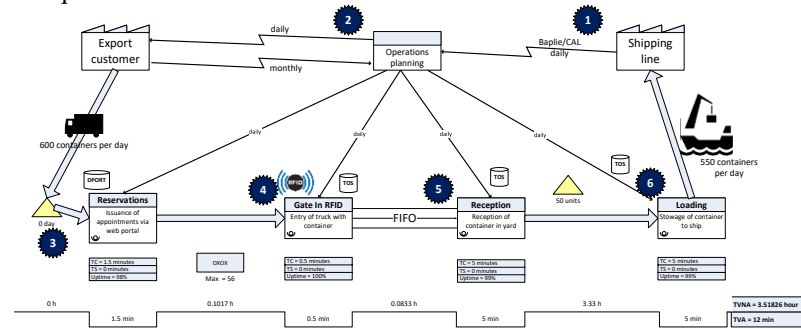 2
1
daily
Export
customer
Operations
planning
Baplie/CAL
daily
Shipping
line
monthly
600 containers per day
daily
daily
daily
daily
550 containers
per day
DPORT
4
RFID
TOS
5
TOS
TOS
6
Reservations
Issuance of
appointments via
web portal
Gate In RFID
Entry of truck with
container
FIFO
Reception
Reception of
container in yard
50 units
Loading
Stowage of container
to ship
0 day
3
TC = 1.5 minutes
TS = 0 minutes
Uptime = 98%
OXOX
Max = 56
TC = 0.5 minutes
TS = 0 minutes
Uptime = 100%
TC = 5 minutes
TS = 0 minutes
Uptime = 99%
TC = 5 minutes
TS = 0 minutes
Uptime = 99%
0 h
0.1017 h
0.0833 h
3.33 h
TVNA = 3.51826 hour
1.5 min
0.5 min
5 min
5 min
TVA = 12 min